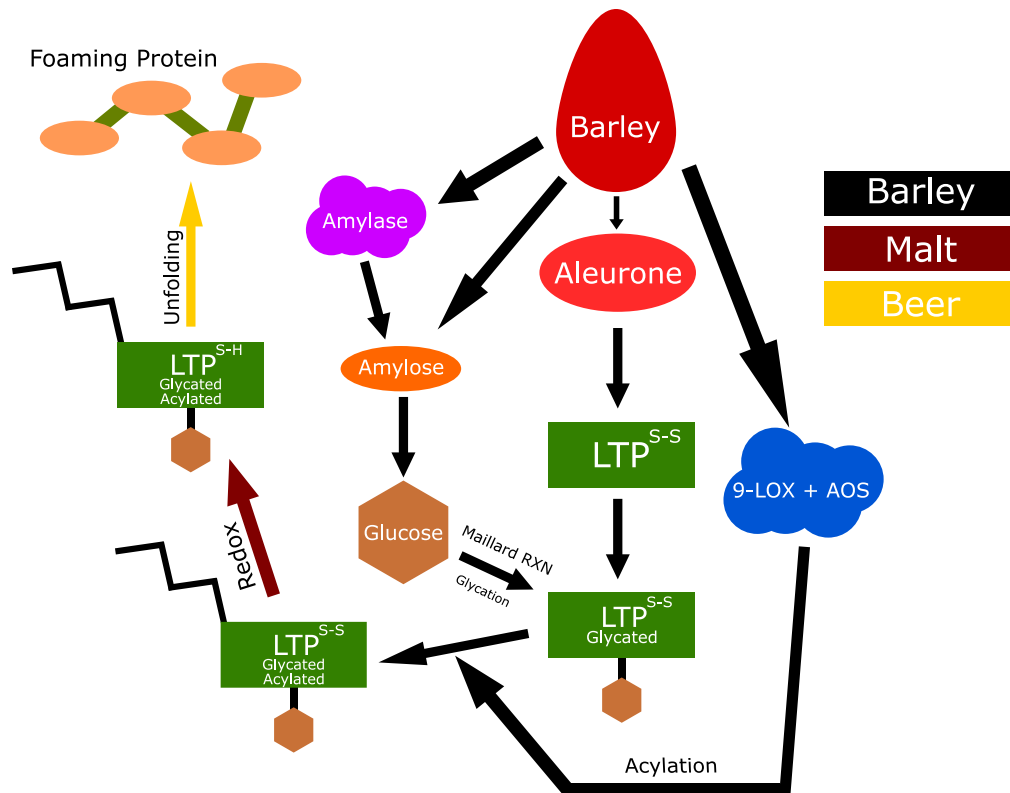 Foaming Protein
Barley
Barley
Malt
Beer
Amylase
Aleurone
Unfolding
LTP S-H
Glycated
Acylated
Amylose
LTP S-S
9-LOX + AOS
Glucose
Maillard RXN
Glycation
Redox
LTP S-S
Glycated
LTP S-S
Glycated
Acylated
Acylation